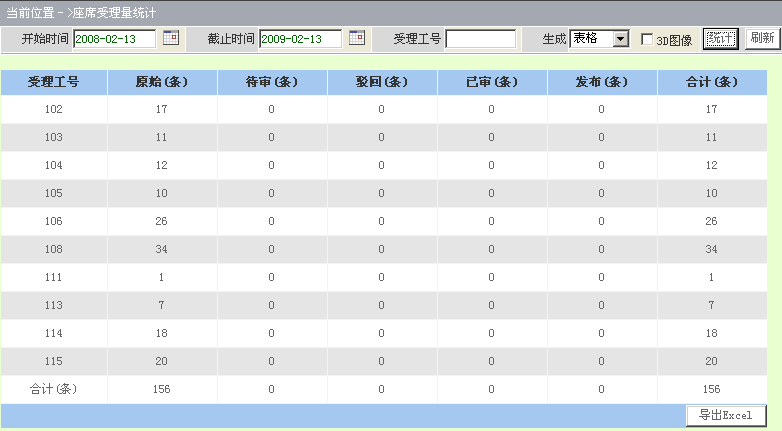 当前位置－>座席受理量统计
开始时间 2008-02-13 截止时间 2009-02-13 受理工号 生成 表格 3D图像 统计 刷新
受理工号 原始(条) 待审(条) 驳回(条) 已审(条) 发布(条) 合计(条)
102 17 0 0 0 0 17
103 11 0 0 0 0 11
104 12 0 0 0 0 12
105 10 0 0 0 0 10
106 26 0 0 0 0 26
108 34 0 0 0 0 34
111 1 0 0 0 0 1
113 7 0 0 0 0 7
114 18 0 0 0 0 18
115 20 0 0 0 0 20
合计(条) 156 0 0 0 0 156
导出Excel